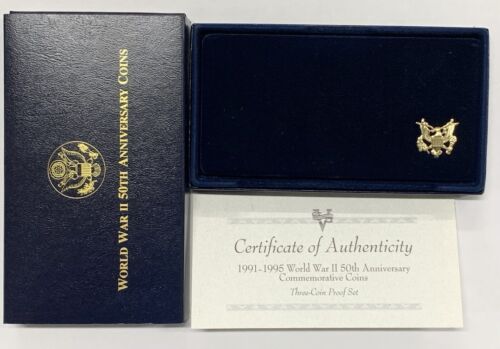 WORLD WAR II 50TH ANNIVERSARY COINS
Certificate of Authenticity
1991-1995 World War II 50th Anniversary
Commemorative Coins
Three-Coin Proof Set